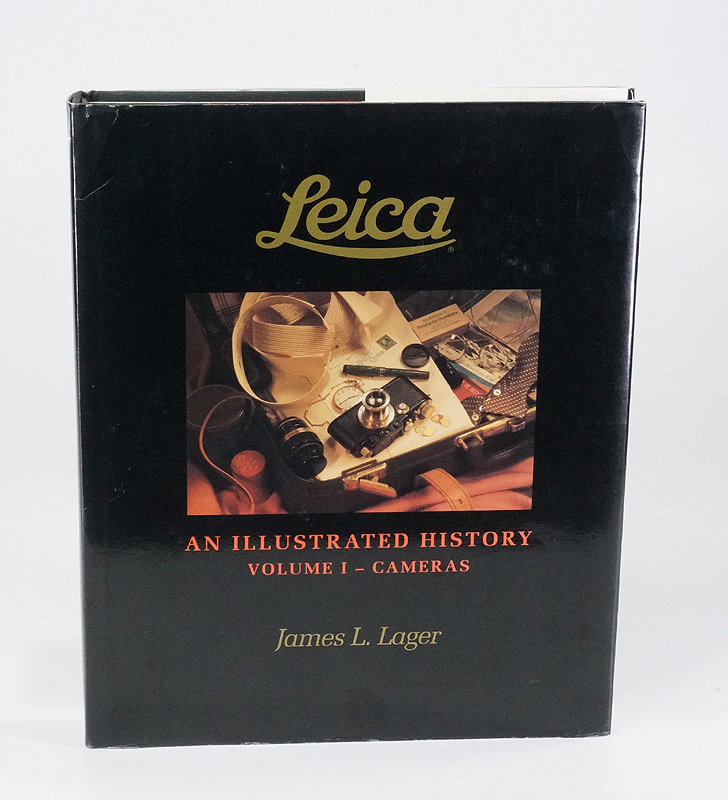 Leica®
AN ILLUSTRATED HISTORY
VOLUME I – CAMERAS
James L. Lager